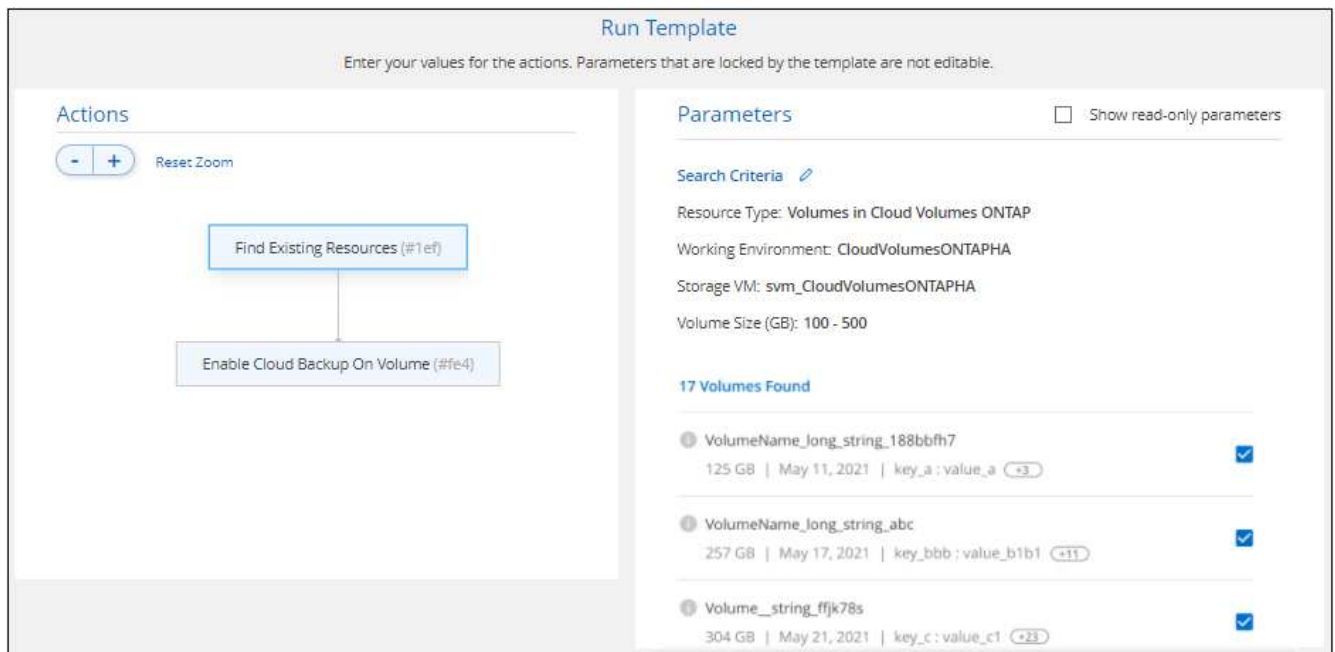 Run Template
Enter your values for the actions. Parameters that are locked by the template are not editable.
Actions
- + Reset Zoom
Find Existing Resources (#1ef)
Enable Cloud Backup On Volume (#fe4)
Parameters
Show read-only parameters
Search Criteria
Resource Type: Volumes in Cloud Volumes ONTAP
Working Environment: CloudVolumesONTAPHA
Storage VM: svm_CloudVolumesONTAPHA
Volume Size (GB): 100 - 500
17 Volumes Found
VolumeName_long_string_188bbfh7
125 GB | May 11, 2021 | key_a : value_a +3
VolumeName_long_string_abc
257 GB | May 17, 2021 | key_bbb : value_b1b1 +11
Volume__string_ffjk78s
304 GB | May 21, 2021 | key_c : value_c1 +23